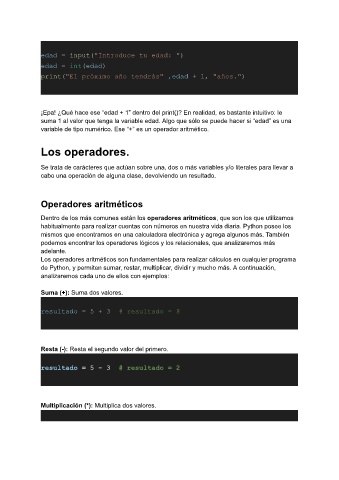 edad = input("Introduce tu edad: ")
edad = int(edad)
print("El próximo año tendrás" ,edad + 1, "años.")
¡Epa! ¿Qué hace ese "edad + 1" dentro del print()? En realidad, es bastante intuitivo: le
suma 1 al valor que tenga la variable edad. Algo que sólo se puede hacer si "edad" es una
variable de tipo numérico. Ese "+" es un operador aritmético.
Los operadores.
Se trata de carácteres que actúan sobre una, dos o más variables y/o literales para llevar a
cabo una operación de alguna clase, devolviendo un resultado.
Operadores aritméticos
Dentro de los más comunes están los operadores aritméticos, que son los que utilizamos
habitualmente para realizar cuentas con números en nuestra vida diaria. Python posee los
mismos que encontramos en una calculadora electrónica y agrega algunos más. También
podemos encontrar los operadores lógicos y los relacionales, que analizaremos más
adelante.
Los operadores aritméticos son fundamentales para realizar cálculos en cualquier programa
de Python, y permiten sumar, restar, multiplicar, dividir y mucho más. A continuación,
analizaremos cada uno de ellos con ejemplos:
Suma (+): Suma dos valores.
resultado = 5 + 3  # resultado = 8
Resta (-): Resta el segundo valor del primero.
resultado = 5 - 3  # resultado = 2
Multiplicación (*): Multiplica dos valores.